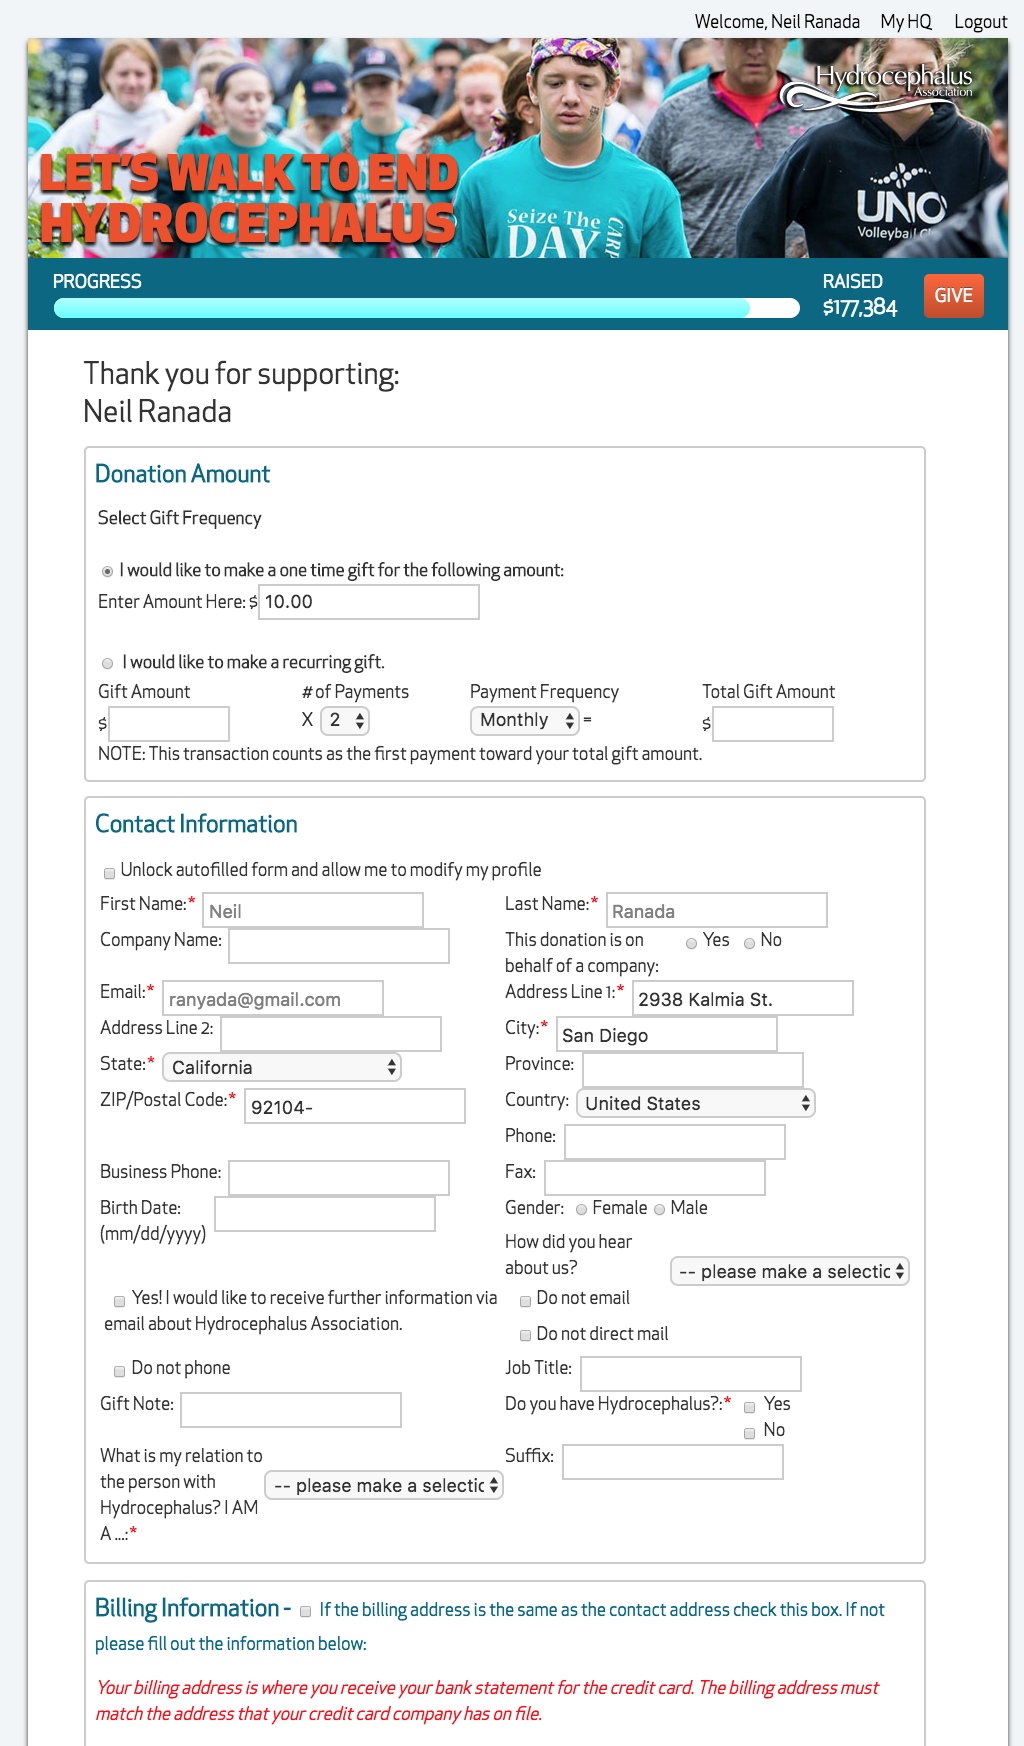 Welcome, Neil Ranada My HQ Logout
Hydrocephalus
Association
LET'S WALK TO END
HYDROCEPHALUS
Seize The
DAY
CARP
UNO
Volleyball
PROGRESS
RAISED
$177,384
GIVE
Thank you for supporting:
Neil Ranada
Donation Amount
Select Gift Frequency
I would like to make a one time gift for the following amount:
Enter Amount Here: $ 10.00
I would like to make a recurring gift.
Gift Amount # of Payments Payment Frequency Total Gift Amount
$ X 2 Monthly = $
NOTE: This transaction counts as the first payment toward your total gift amount.
Contact Information
Unlock autofilled form and allow me to modify my profile
First Name:* Neil Last Name:* Ranada
Company Name: This donation is on Yes No
behalf of a company:
Email:* ranyada@gmail.com Address Line 1:* 2938 Kalmia St.
Address Line 2: City:* San Diego
State:* California Province:
ZIP/Postal Code:* 92104- Country: United States
Phone:
Business Phone: Fax:
Birth Date: Gender: Female Male
(mm/dd/yyyy)
How did you hear
about us? -- please make a selectic
Yes! I would like to receive further information via Do not email
email about Hydrocephalus Association.
Do not direct mail
Do not phone Job Title:
Gift Note: Do you have Hydrocephalus?:* Yes
No
What is my relation to Suffix:
the person with -- please make a selectic
Hydrocephalus? I AM
A ...:*
Billing Information - If the billing address is the same as the contact address check this box. If not
please fill out the information below:
Your billing address is where you receive your bank statement for the credit card. The billing address must
match the address that your credit card company has on file.